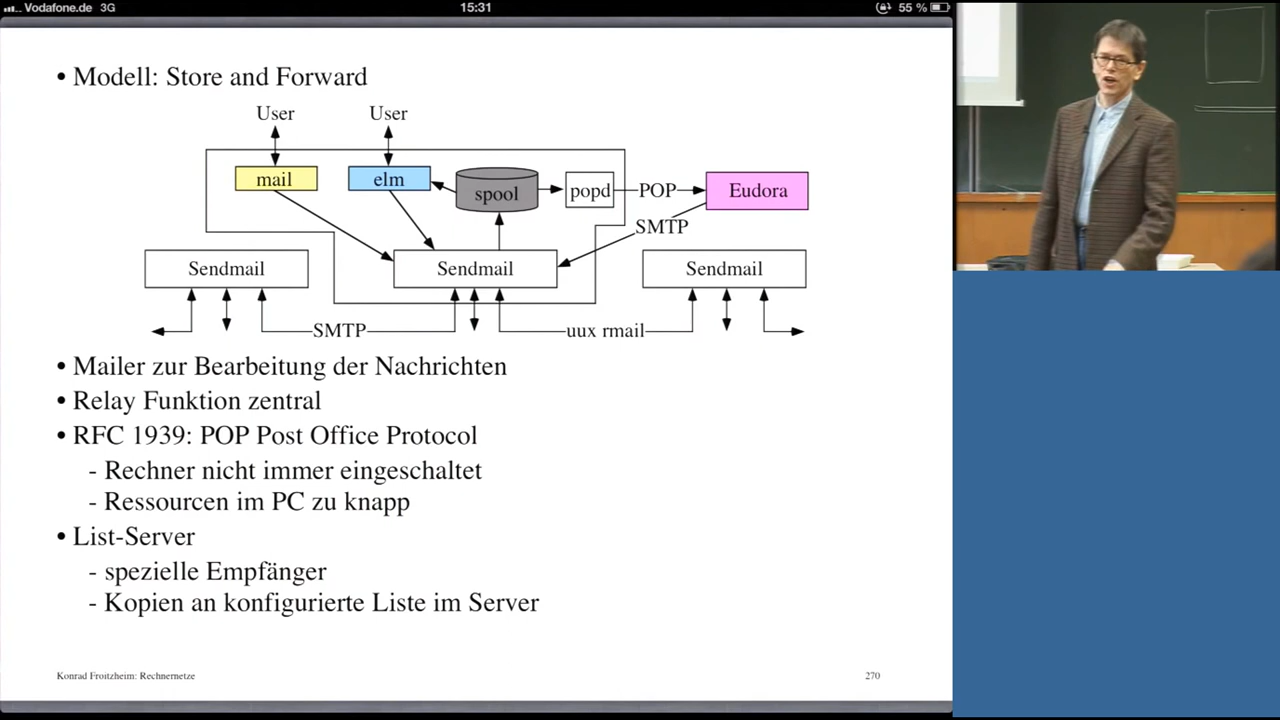 Vodafone.de 3G 15:31 55 %
• Modell: Store and Forward
User User
mail elm spool popd POP Eudora
SMTP
Sendmail Sendmail Sendmail
SMTP uux rmail
• Mailer zur Bearbeitung der Nachrichten
• Relay Funktion zentral
• RFC 1939: POP Post Office Protocol
- Rechner nicht immer eingeschaltet
- Ressourcen im PC zu knapp
• List-Server
- spezielle Empfänger
- Kopien an konfigurierte Liste im Server
Konrad Froitzheim: Rechnernetze 270